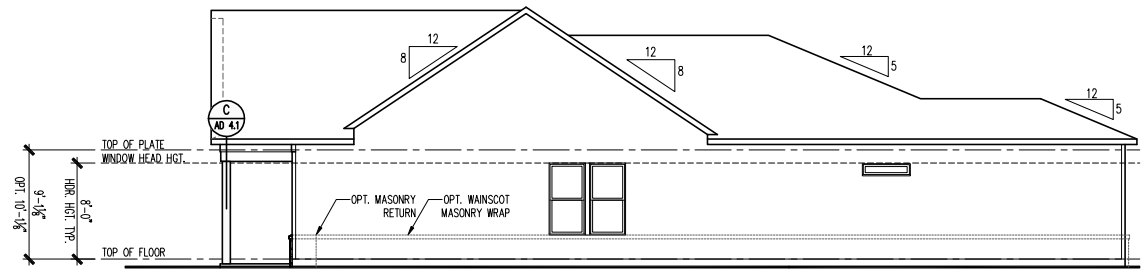 12
8
12
8
12
5
12
5
C
AD 4.1
TOP OF PLATE
WINDOW HEAD HGT.
OPT. MASONRY
RETURN
OPT. WAINSCOT
MASONRY WRAP
TOP OF FLOOR
9'-1⅛"
OPT. 10'-1⅛"
8'-0"
HDR. HGT. TYP.